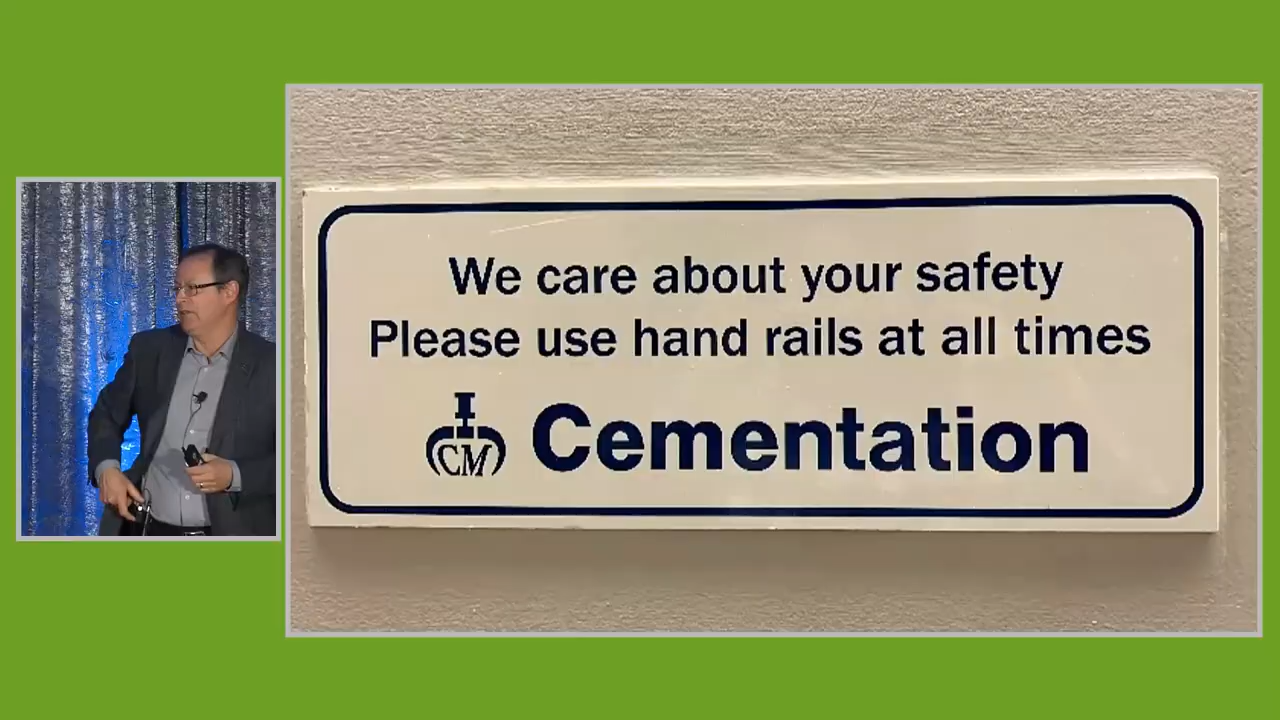 We care about your safety
Please use hand rails at all times
CM Cementation